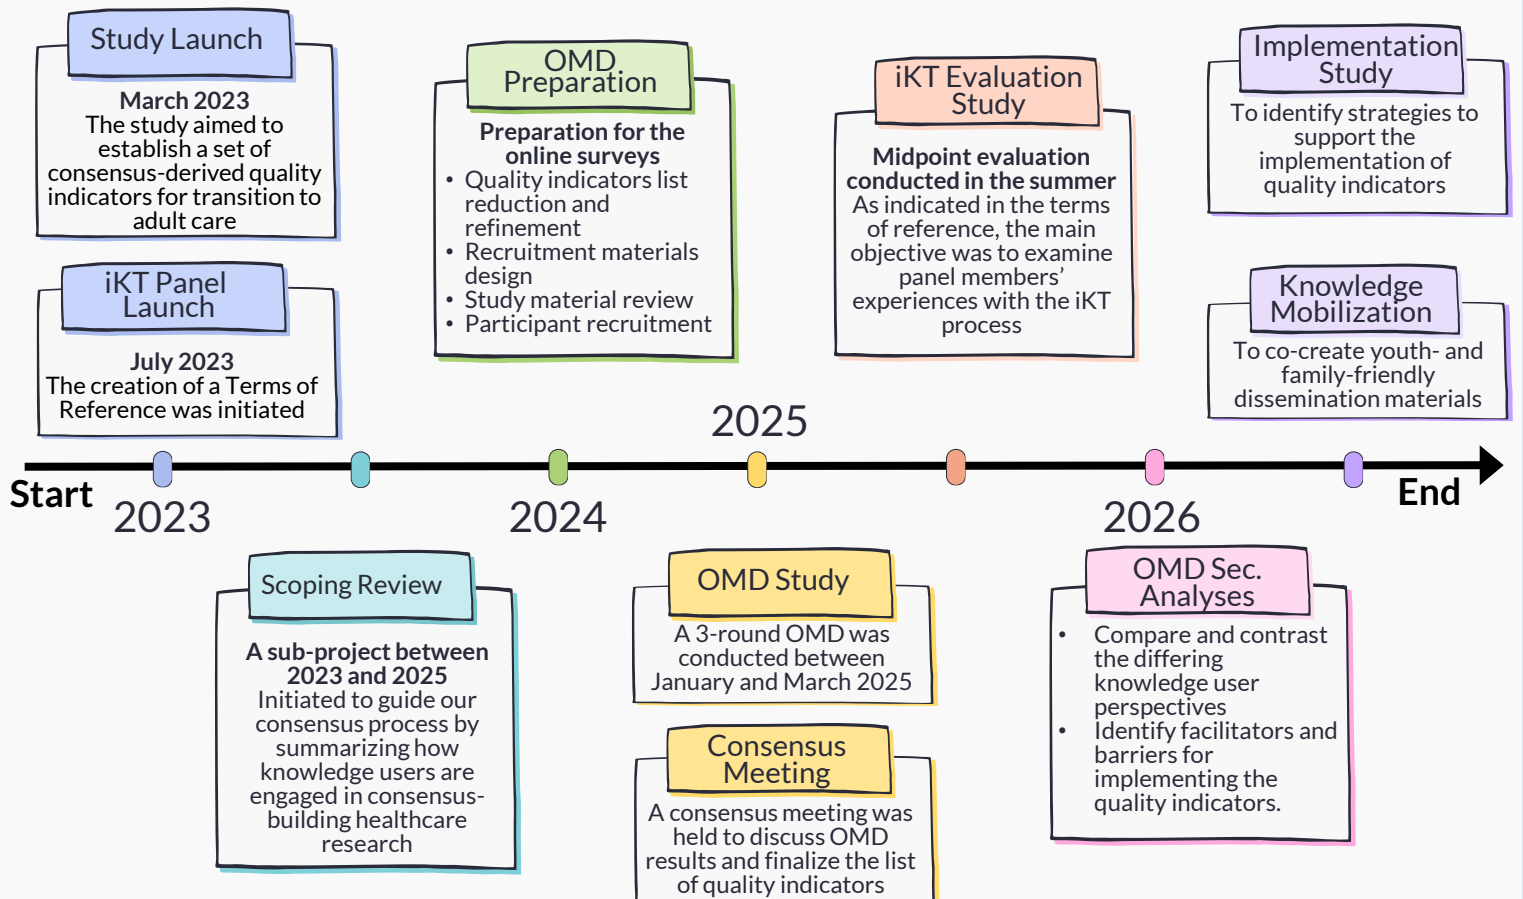 Study Launch
March 2023
The study aimed to
establish a set of
consensus-derived quality
indicators for transition to
adult care
iKT Panel
Launch
July 2023
The creation of a Terms of
Reference was initiated
OMD
Preparation
Preparation for the
online surveys
• Quality indicators list
reduction and
refinement
• Recruitment materials
design
• Study material review
• Participant recruitment
iKT Evaluation
Study
Midpoint evaluation
conducted in the summer
As indicated in the terms
of reference, the main
objective was to examine
panel members’
experiences with the iKT
process
Implementation
Study
To identify strategies to
support the
implementation of
quality indicators
Knowledge
Mobilization
To co-create youth- and
family-friendly
dissemination materials
2025
Start
End
2023
2024
2026
Scoping Review
A sub-project between
2023 and 2025
Initiated to guide our
consensus process by
summarizing how
knowledge users are
engaged in consensus-
building healthcare
research
OMD Study
A 3-round OMD was
conducted between
January and March 2025
Consensus
Meeting
A consensus meeting was
held to discuss OMD
results and finalize the list
of quality indicators
OMD Sec.
Analyses
• Compare and contrast
the differing
knowledge user
perspectives
• Identify facilitators and
barriers for
implementing the
quality indicators.